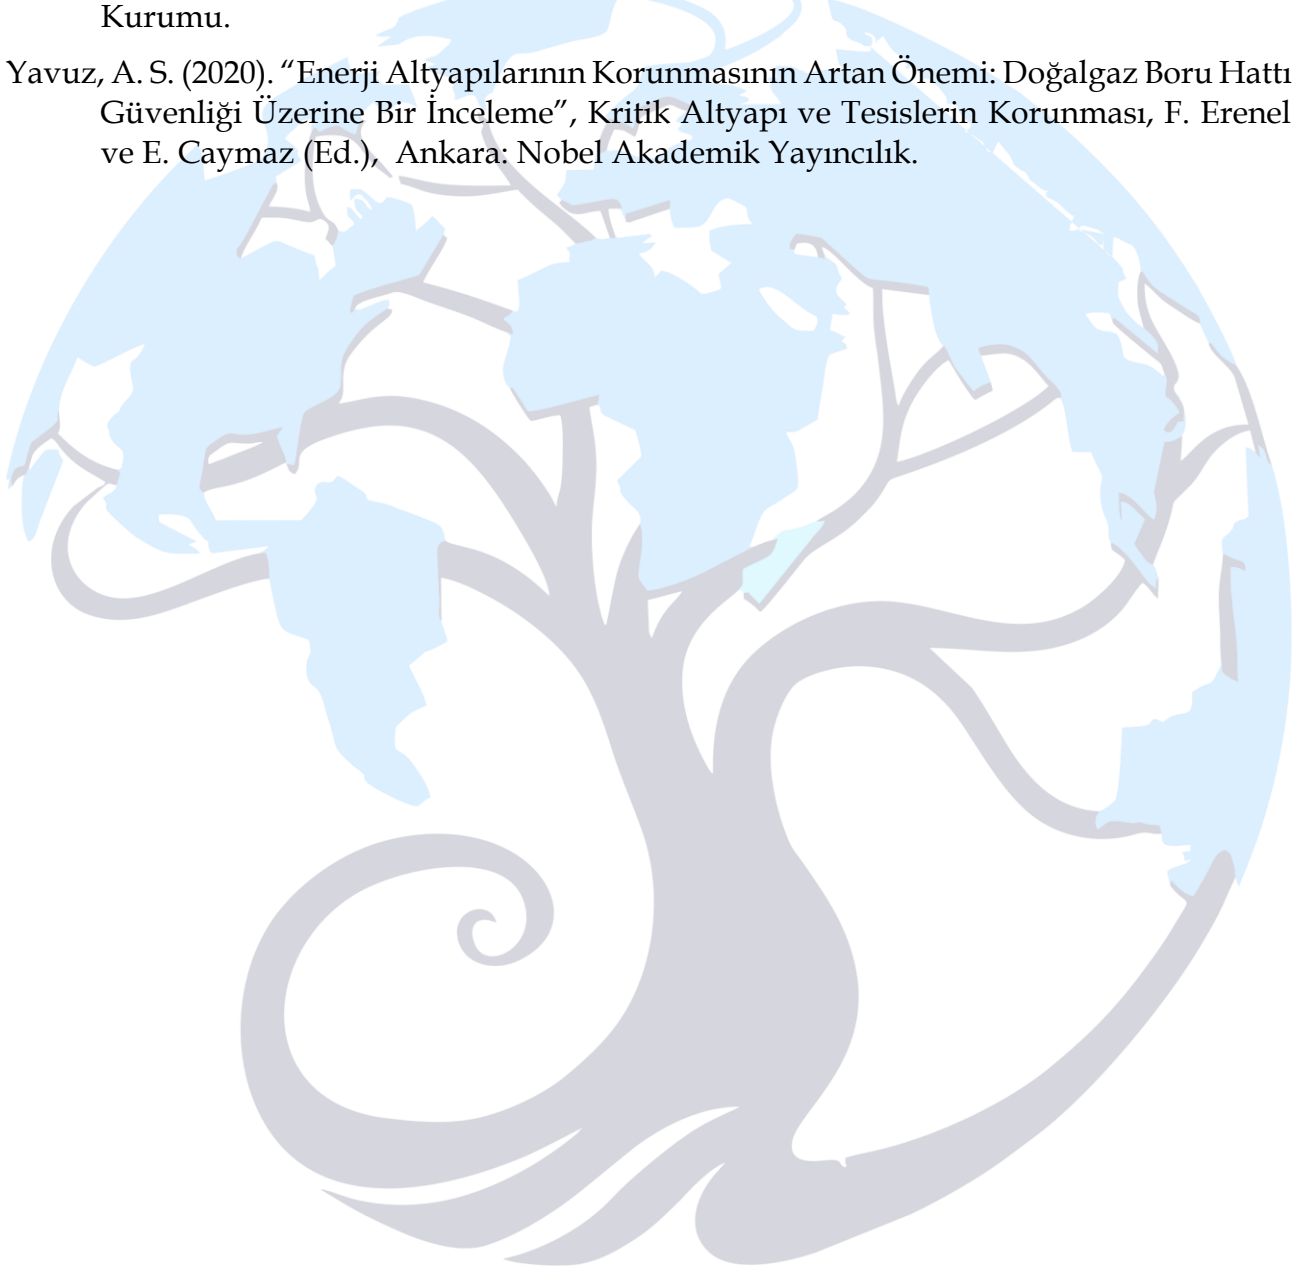 Kurumu.
Yavuz, A. S. (2020). “Enerji Altyapılarının Korunmasının Artan Önemi: Doğalgaz Boru Hattı
Güvenliği Üzerine Bir İnceleme”, Kritik Altyapı ve Tesislerin Korunması, F. Erenel
ve E. Caymaz (Ed.),  Ankara: Nobel Akademik Yayıncılık.